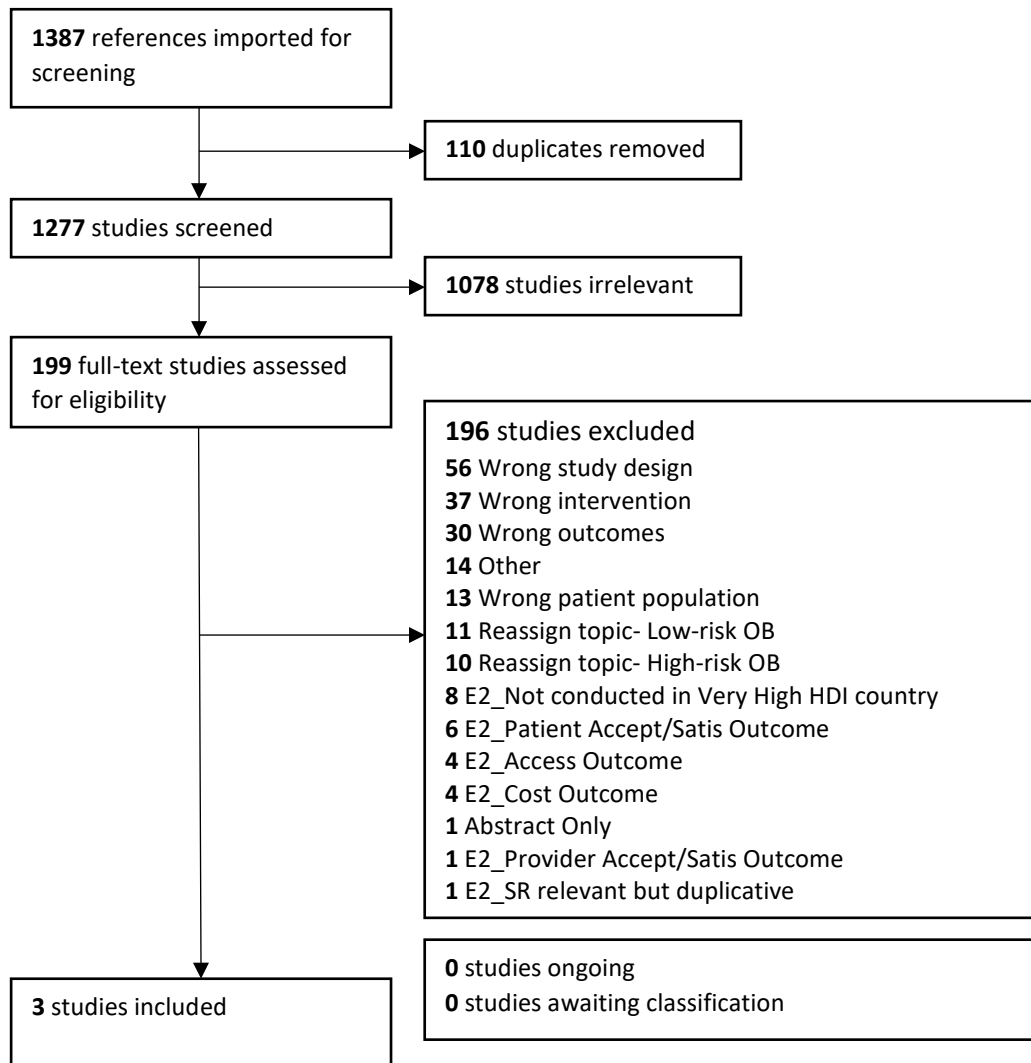 1387 references imported for
screening
110 duplicates removed
1277 studies screened
1078 studies irrelevant
199 full-text studies assessed
for eligibility
196 studies excluded
56 Wrong study design
37 Wrong intervention
30 Wrong outcomes
14 Other
13 Wrong patient population
11 Reassign topic- Low-risk OB
10 Reassign topic- High-risk OB
8 E2_Not conducted in Very High HDI country
6 E2_Patient Accept/Satis Outcome
4 E2_Access Outcome
4 E2_Cost Outcome
1 Abstract Only
1 E2_Provider Accept/Satis Outcome
1 E2_SR relevant but duplicative
0 studies ongoing
0 studies awaiting classification
3 studies included